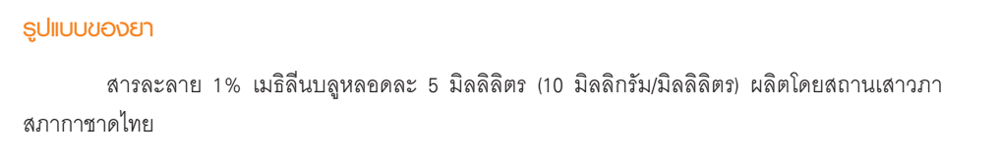 รูปแบบของยา
สารละลาย 1% เมธิลีนบลูหลอดละ 5 มิลลิลิตร (10 มิลลิกรัม/มิลลิลิตร) ผลิตโดยสถานเสาวภา
สภากาชาดไทย